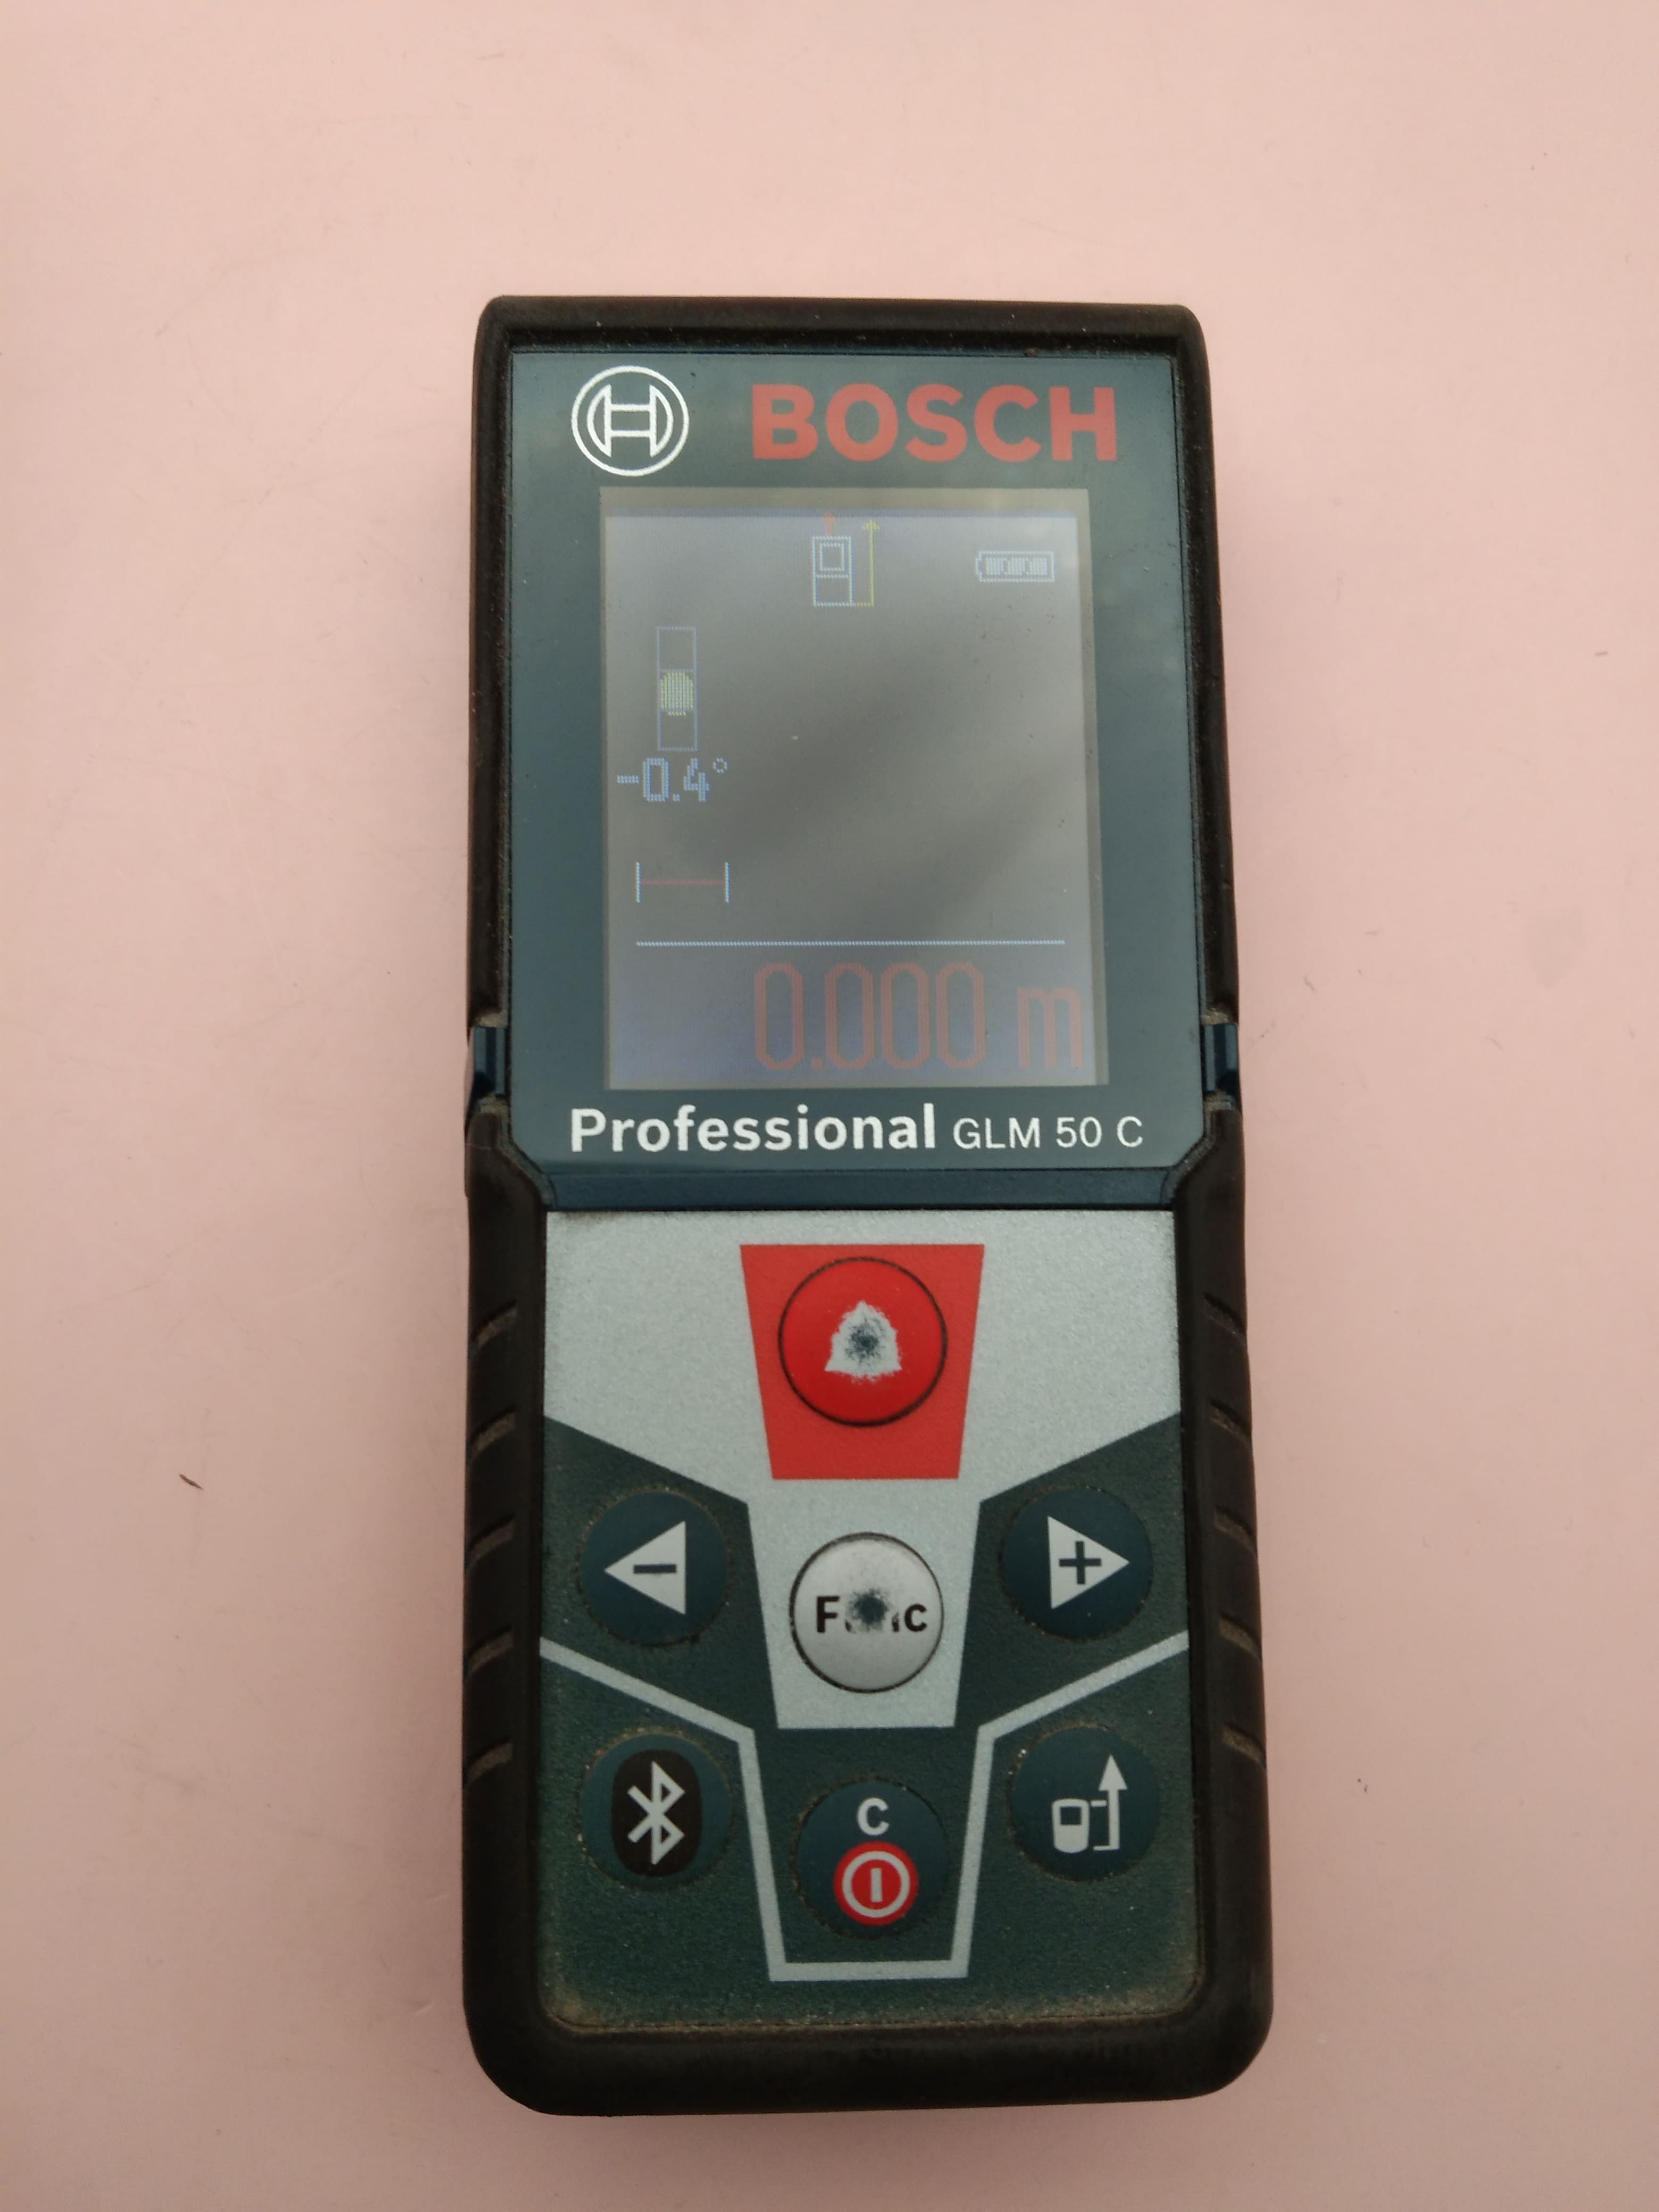 BOSCH
-0.4°
0.000 m
Professional GLM 50 C
- +
C